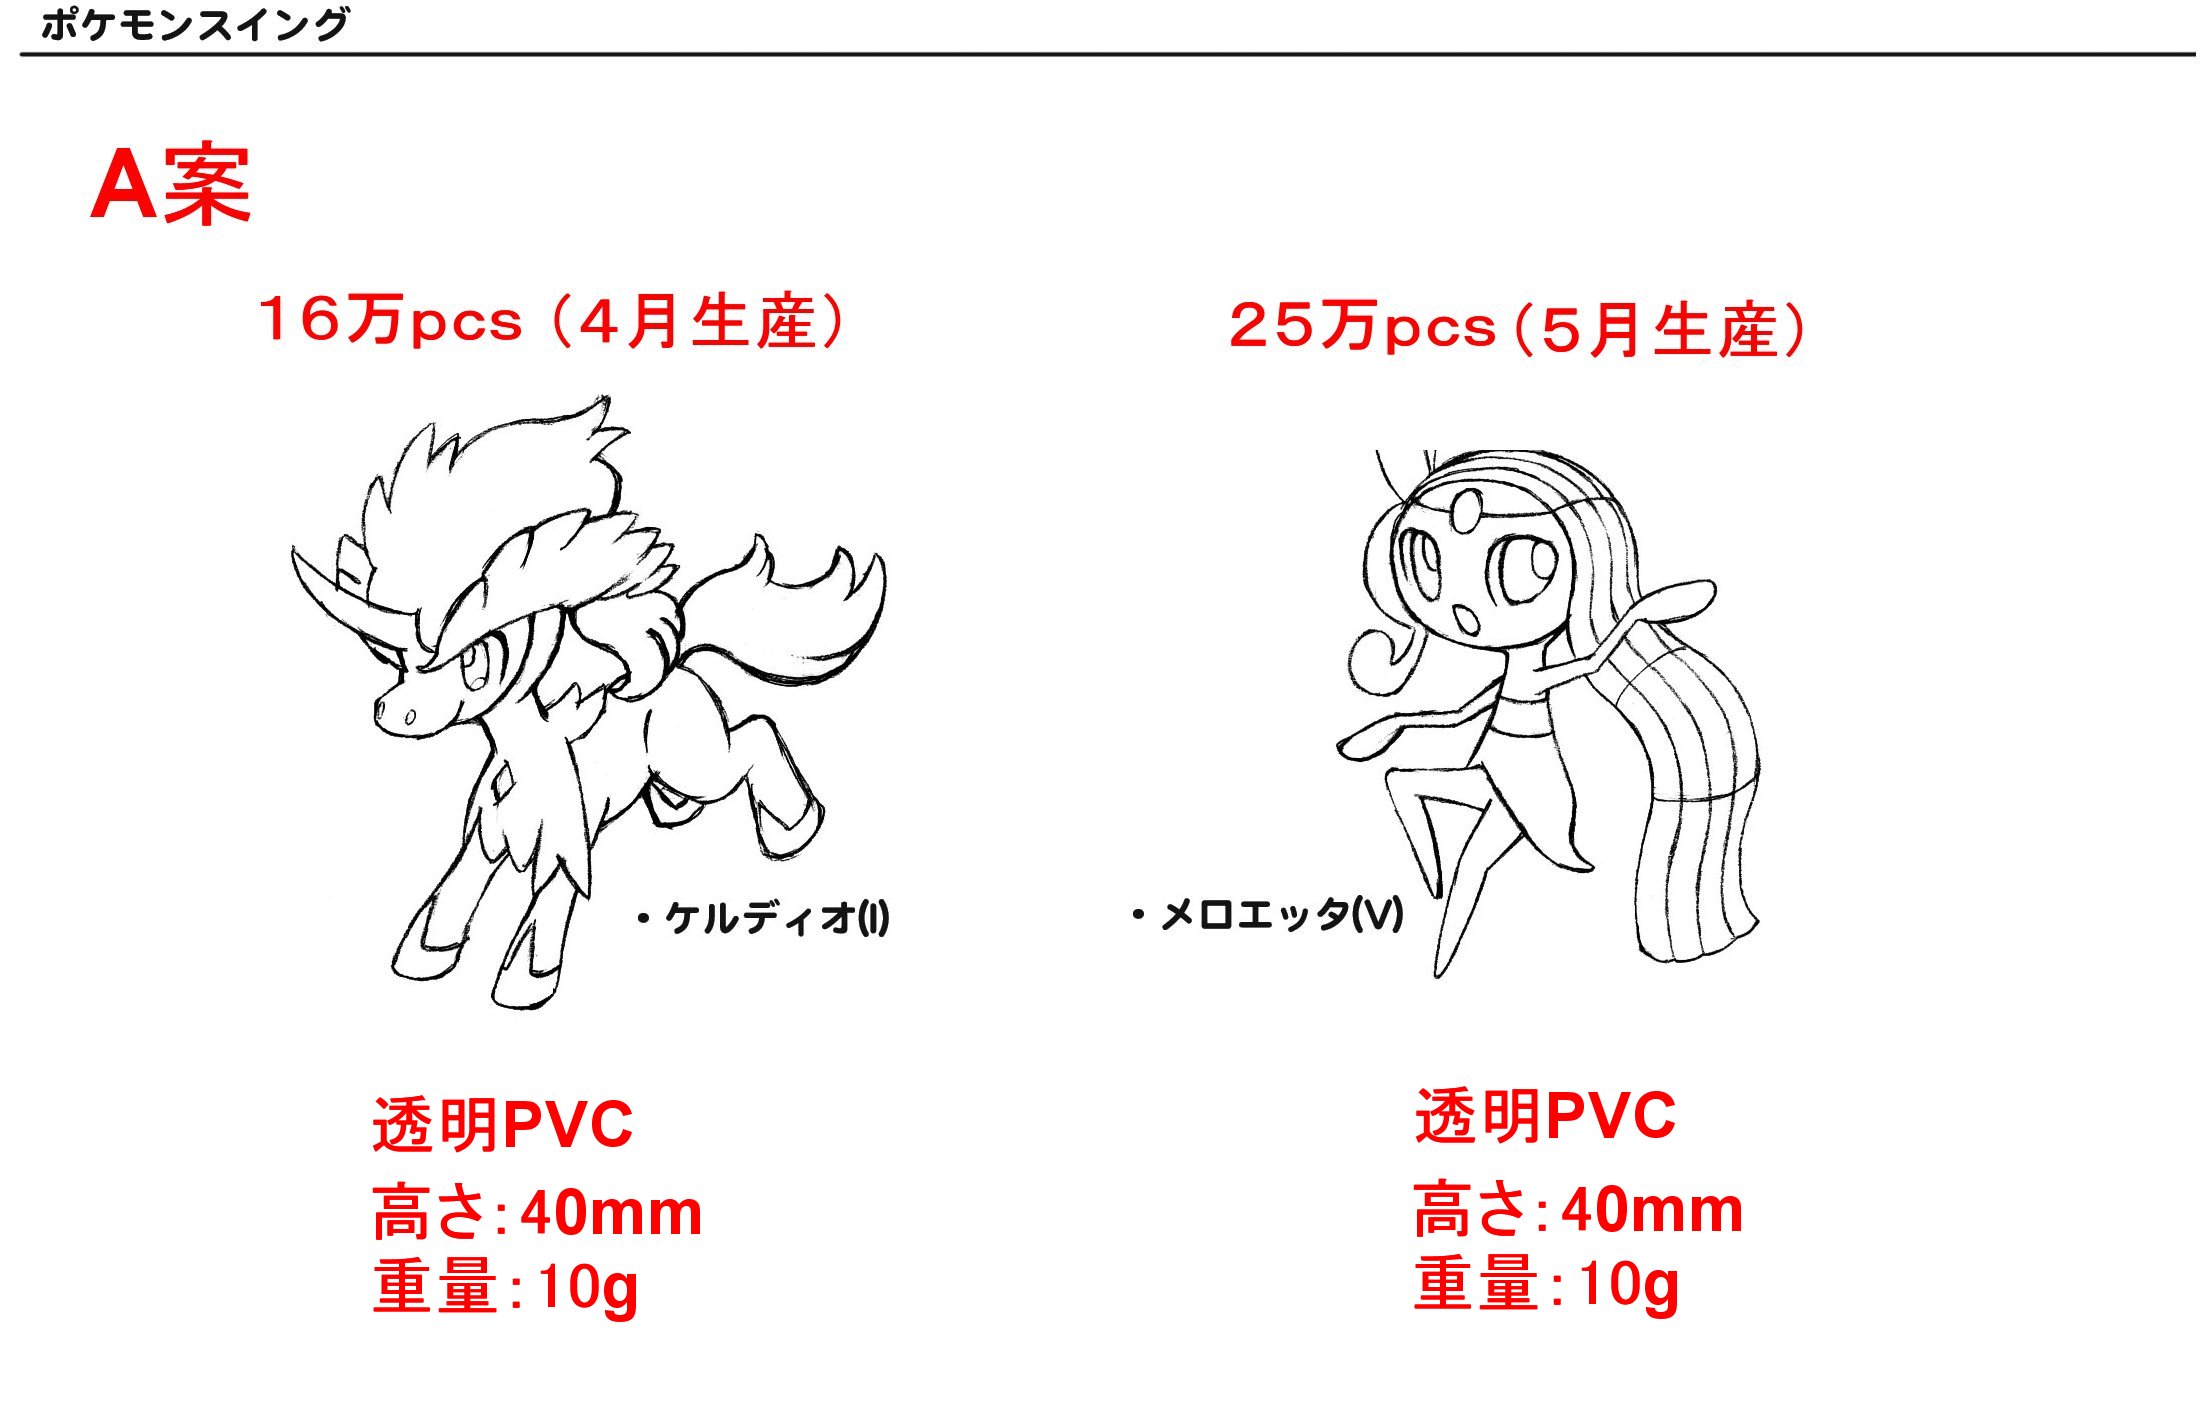 ポケモンスイング
A案
16万pcs（4月生産）
25万pcs（5月生産）
・ケルディオ(I)
・メロエッタ(V)
透明PVC
高さ：40mm
重量：10g
透明PVC
高さ：40mm
重量：10g